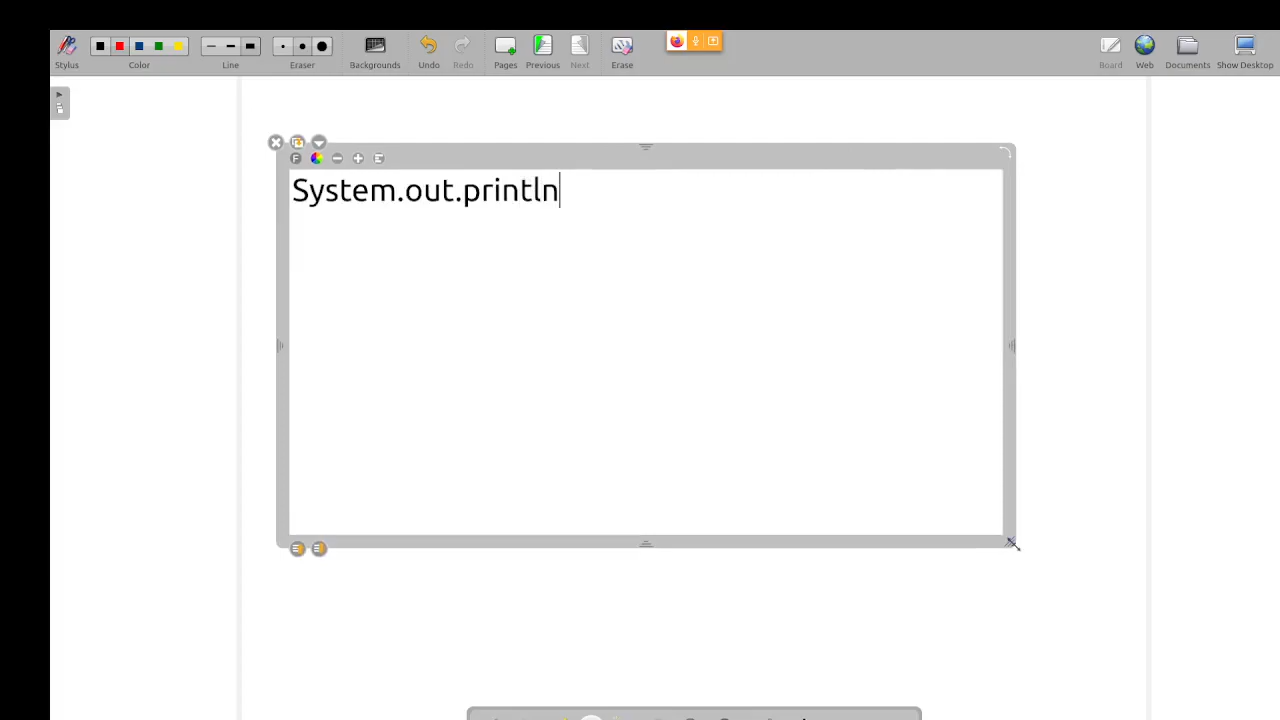 Stylus
Color
Line
Eraser
Backgrounds
Undo
Redo
Pages
Previous
Next
Erase
Board
Web
Documents
Show Desktop
F
System.out.println